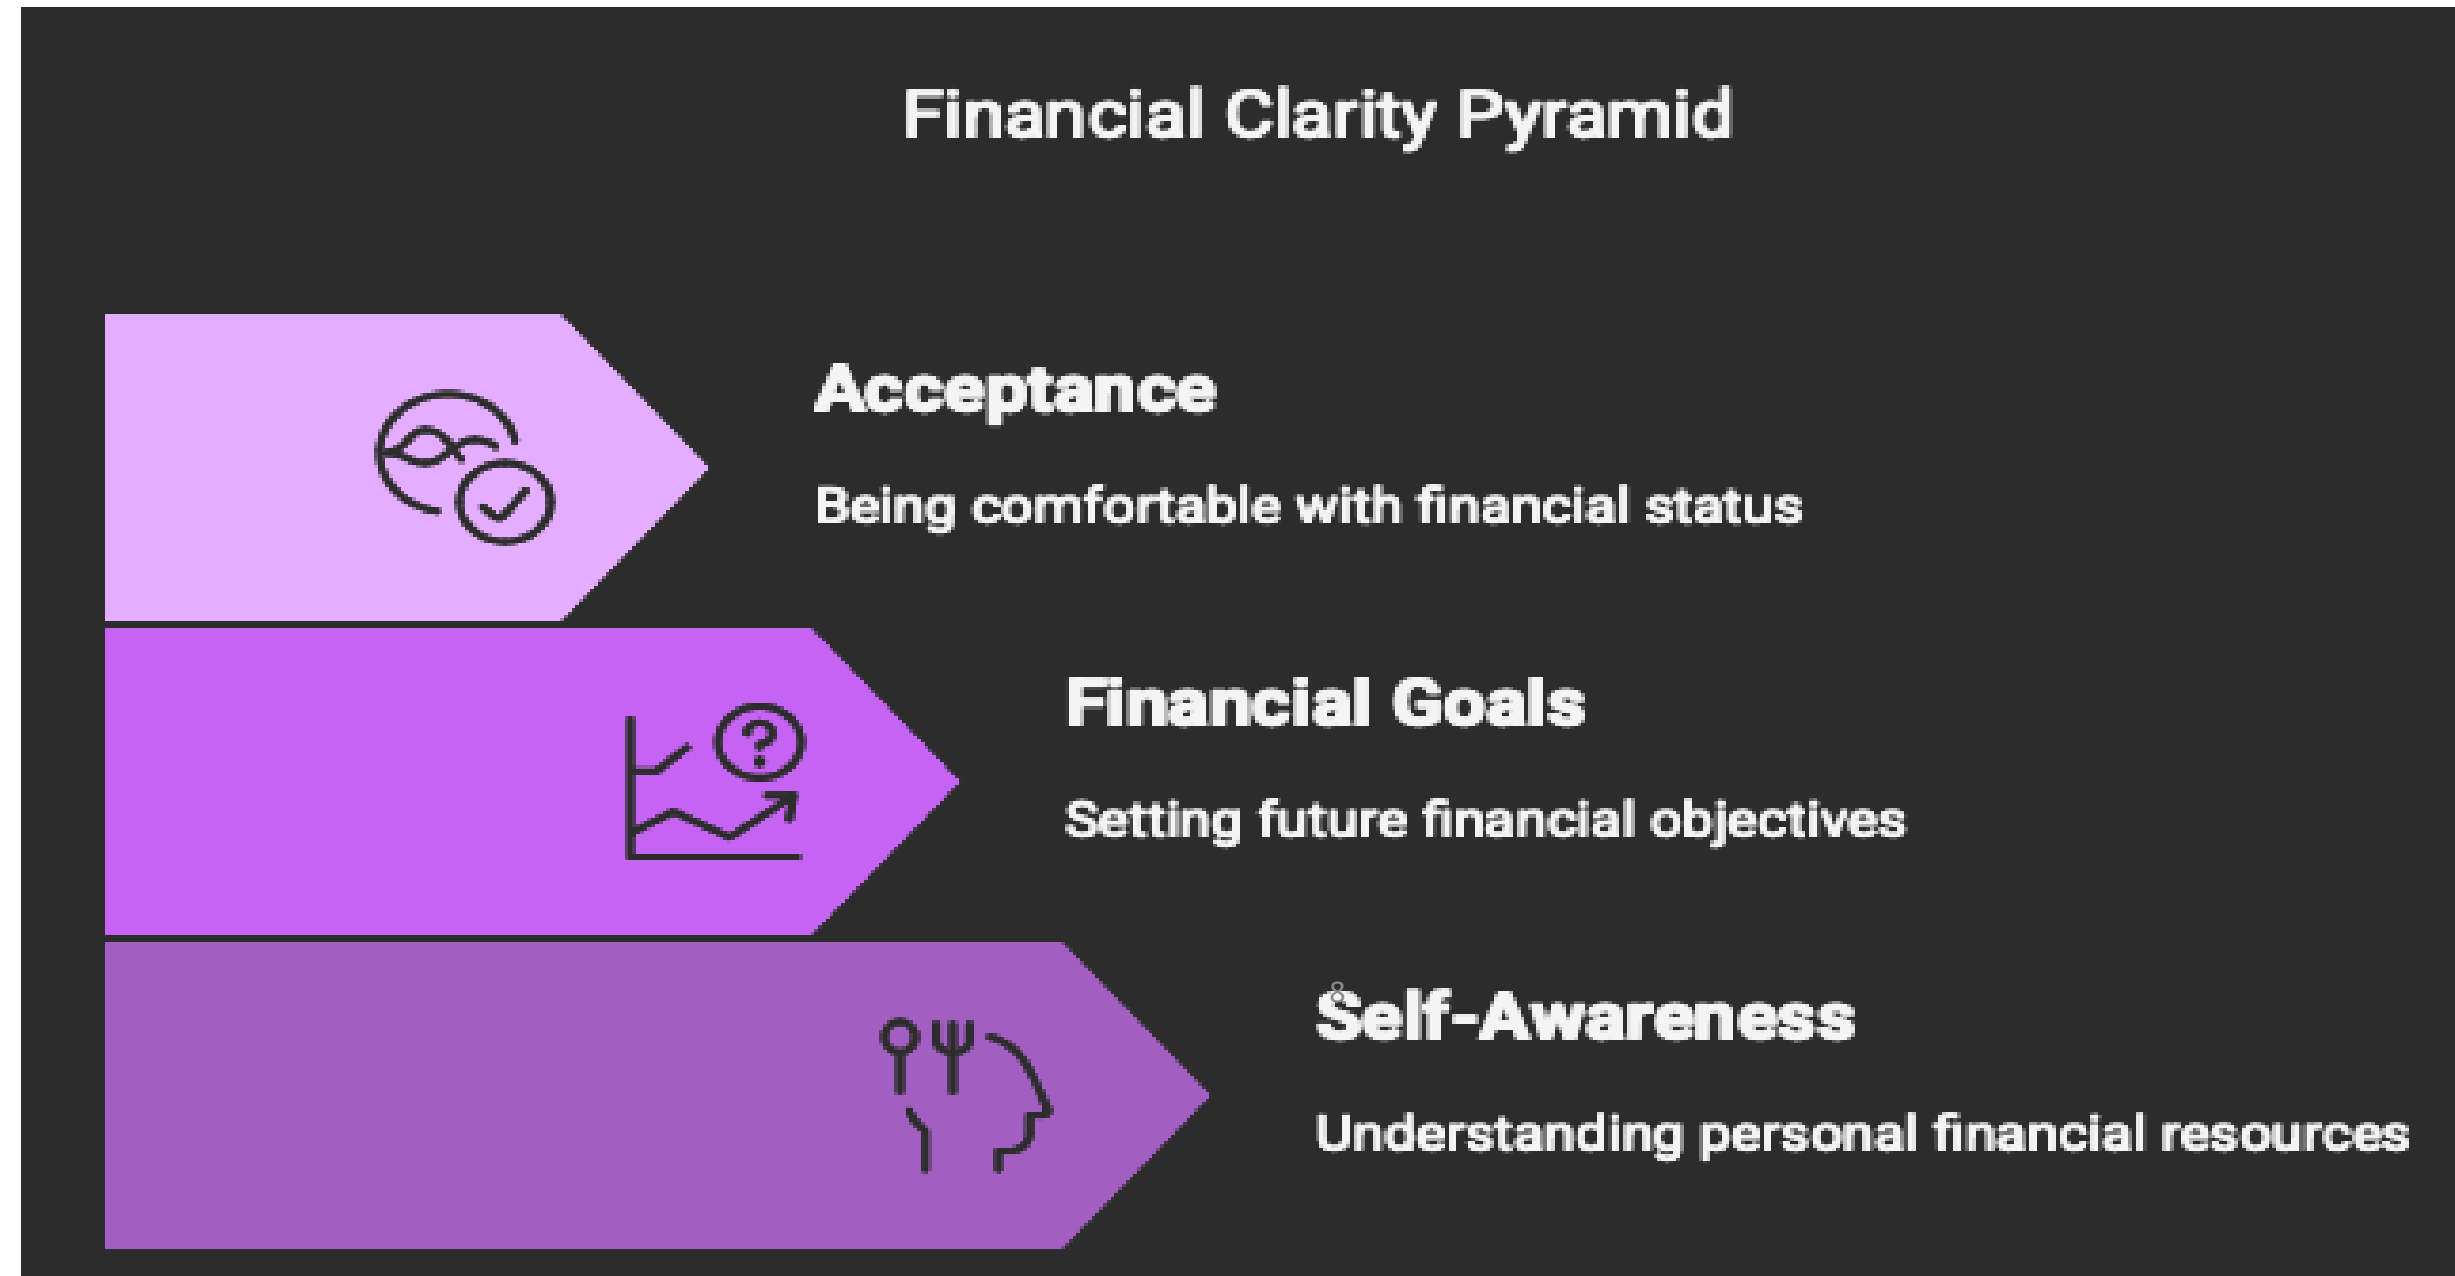 Financial Clarity Pyramid
Acceptance
Being comfortable with financial status
?
Financial Goals
Setting future financial objectives
Self-Awareness
Understanding personal financial resources